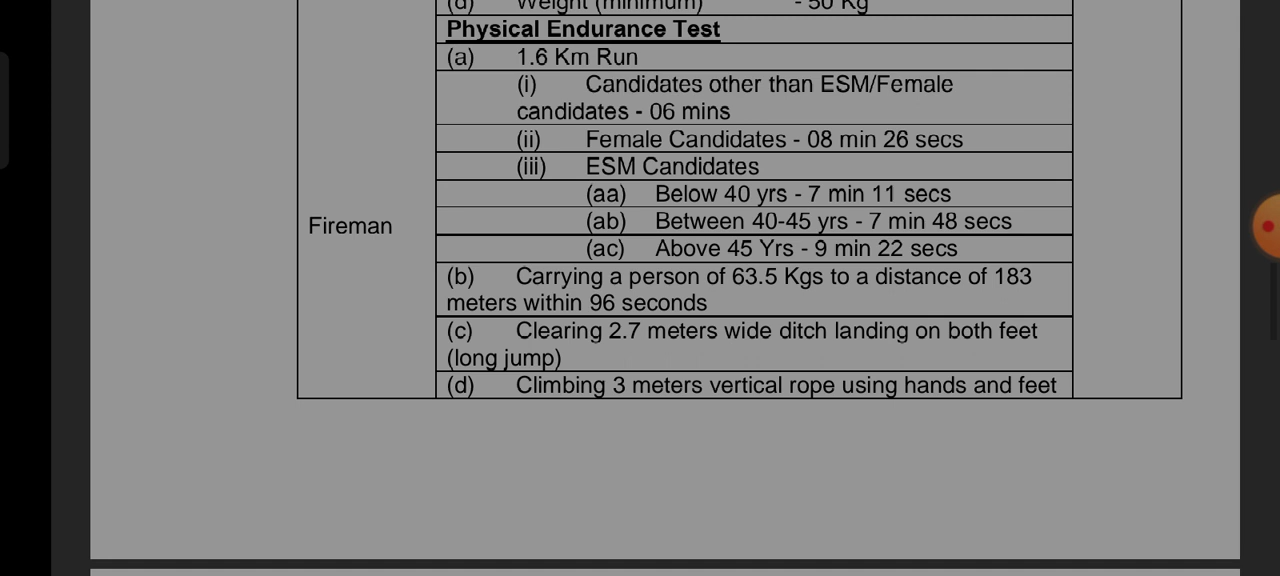 (d) Weight (minimum) - 50 Kg
Physical Endurance Test
(a) 1.6 Km Run
(i) Candidates other than ESM/Female
candidates - 06 mins
(ii) Female Candidates - 08 min 26 secs
(iii) ESM Candidates
(aa) Below 40 yrs - 7 min 11 secs
Fireman
(ab) Between 40-45 yrs - 7 min 48 secs
(ac) Above 45 Yrs - 9 min 22 secs
(b) Carrying a person of 63.5 Kgs to a distance of 183
meters within 96 seconds
(c) Clearing 2.7 meters wide ditch landing on both feet
(long jump)
(d) Climbing 3 meters vertical rope using hands and feet